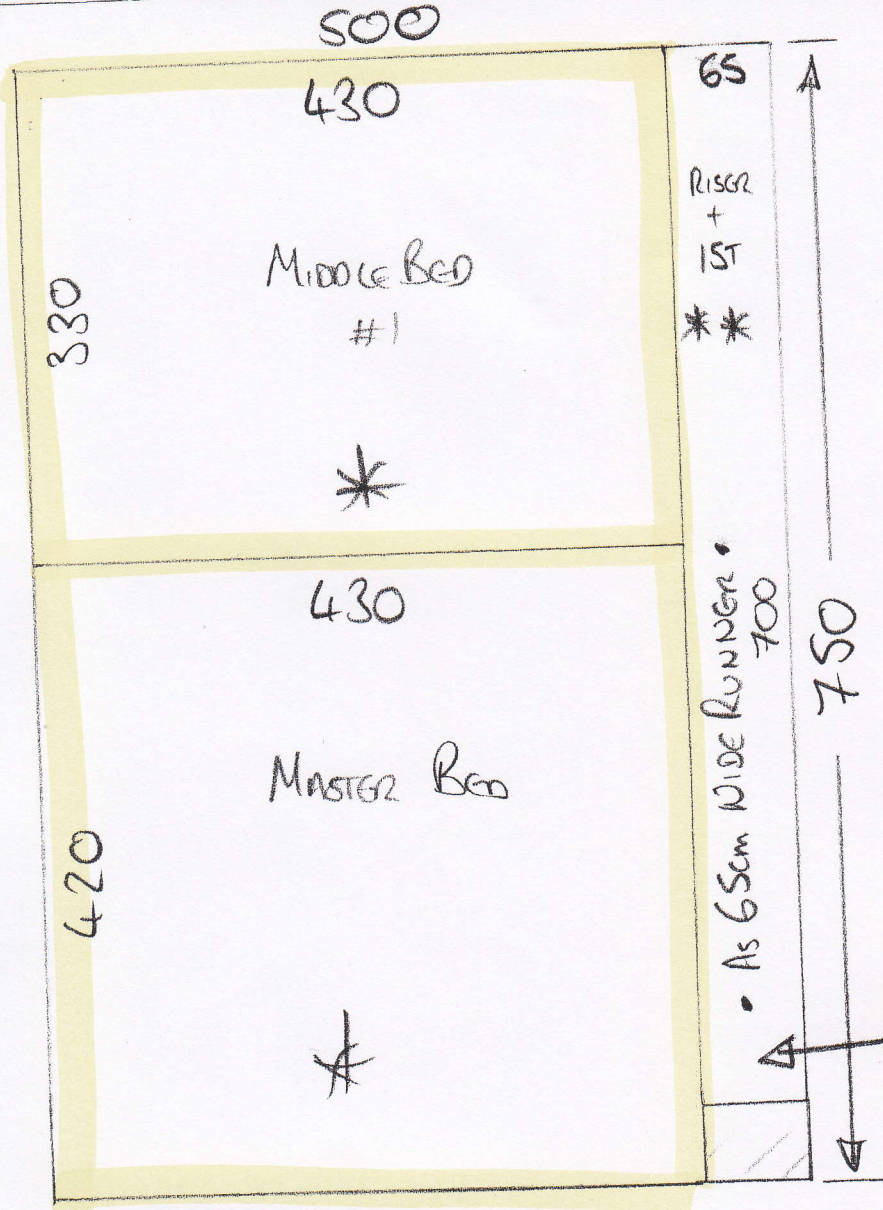 500
430
65
RISER
+
1ST
**
MIDDLE BED
#1
330
*
430
• AS 65cm WIDE RUNNER •
700
750
MASTER BED
420
*